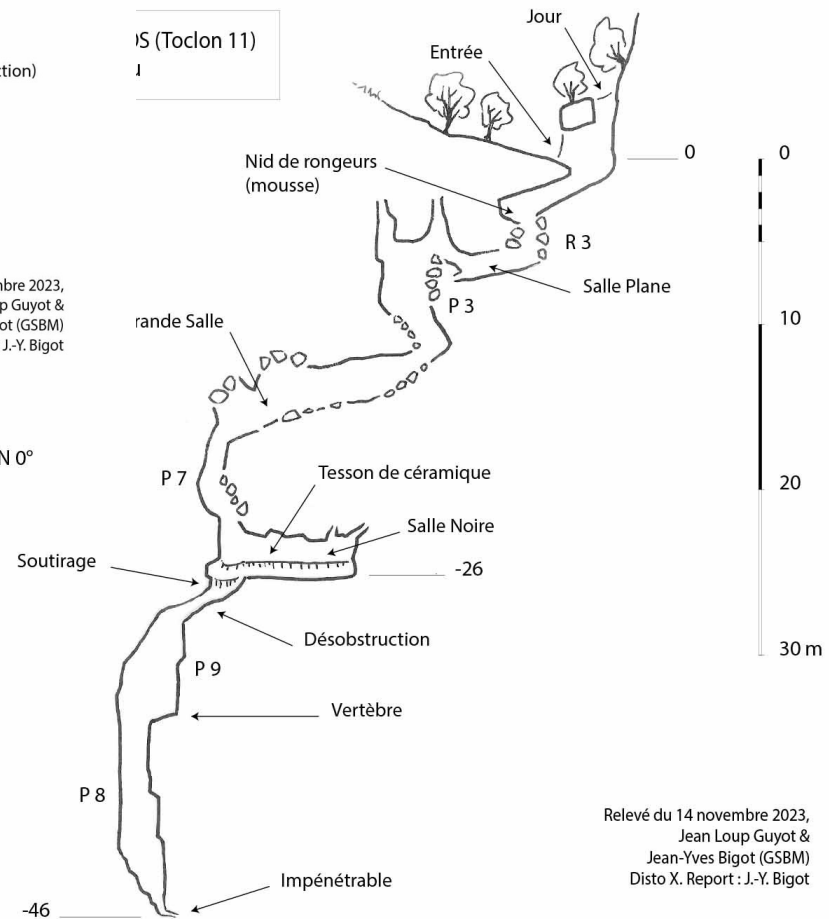 S (Toclon 11)
tion)
Jour
Entrée
Nid de rongeurs
(mousse)
0
0
R 3
Salle Plane
P 3
mbre 2023,
p Guyot &
ot (GSBM)
J.-Y. Bigot
rande Salle
10
N 0°
P 7
Tesson de céramique
20
Salle Noire
Soutirage
-26
Désobstruction
30 m
P 9
Vertèbre
P 8
Relevé du 14 novembre 2023,
Jean Loup Guyot &
Jean-Yves Bigot (GSBM)
Disto X. Report : J.-Y. Bigot
Impénétrable
-46